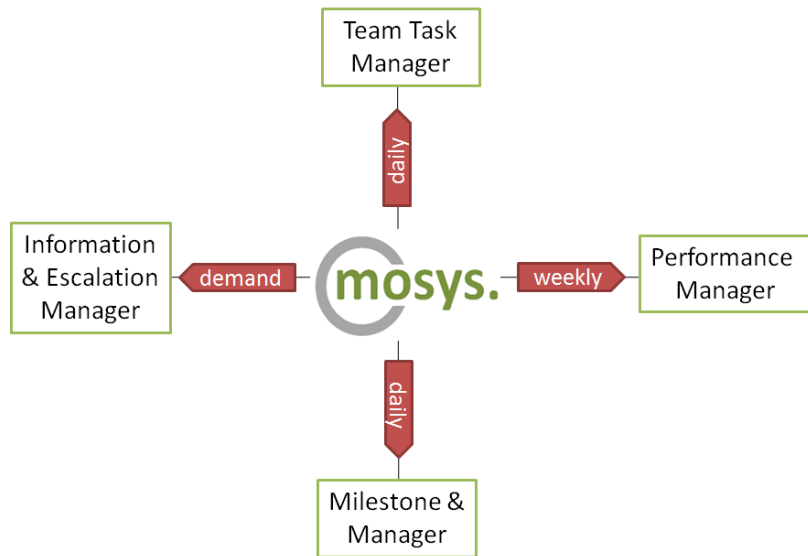 Team Task
Manager
daily
Information
& Escalation
Manager
demand
mosys.
weekly
Performance
Manager
daily
Milestone &
Manager